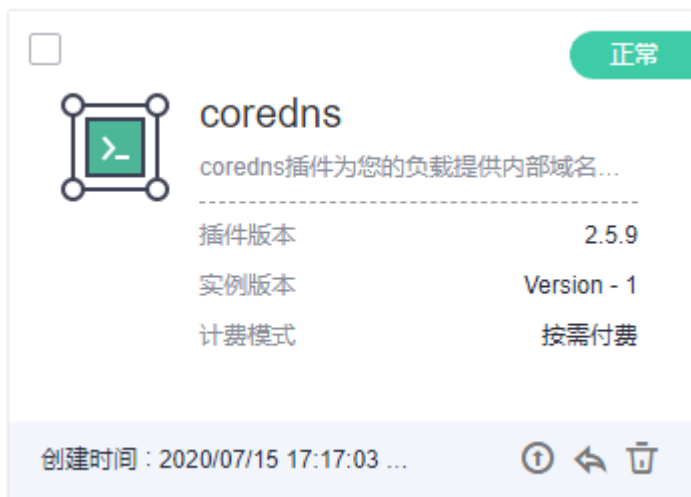 正常
coredns
coredns插件为您的负载提供内部域名...
插件版本 2.5.9
实例版本 Version - 1
计费模式 按需付费
创建时间：2020/07/15 17:17:03 ...